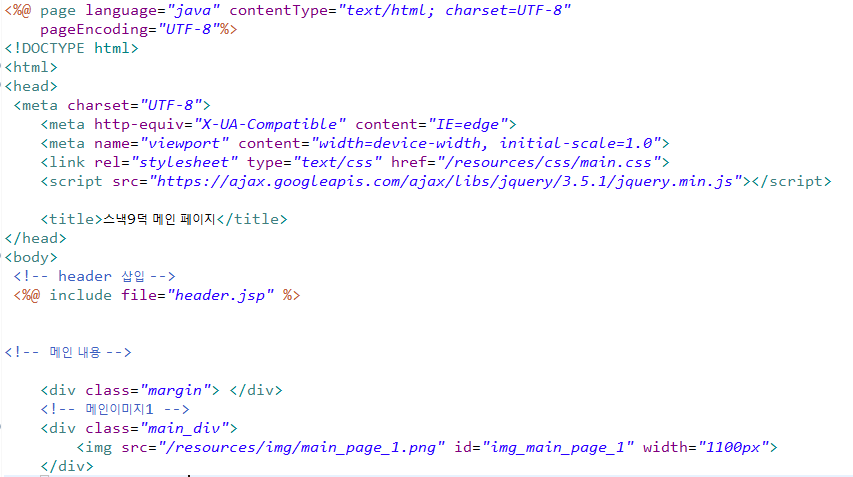 <%@ page language="java" contentType="text/html; charset=UTF-8"
    pageEncoding="UTF-8"%>
<!DOCTYPE html>
<html>
<head>
 <meta charset="UTF-8">
    <meta http-equiv="X-UA-Compatible" content="IE=edge">
    <meta name="viewport" content="width=device-width, initial-scale=1.0">
    <link rel="stylesheet" type="text/css" href="/resources/css/main.css">
    <script src="https://ajax.googleapis.com/ajax/libs/jquery/3.5.1/jquery.min.js"></script>
    <title>스낵9덕 메인 페이지</title>
</head>
<body>
 <!-- header 삽입 -->
 <%@ include file="header.jsp" %>
<!-- 메인 내용 -->
    <div class="margin"> </div>
    <!-- 메인이미지1 -->
    <div class="main_div">
        <img src="/resources/img/main_page_1.png" id="img_main_page_1" width="1100px">
    </div>